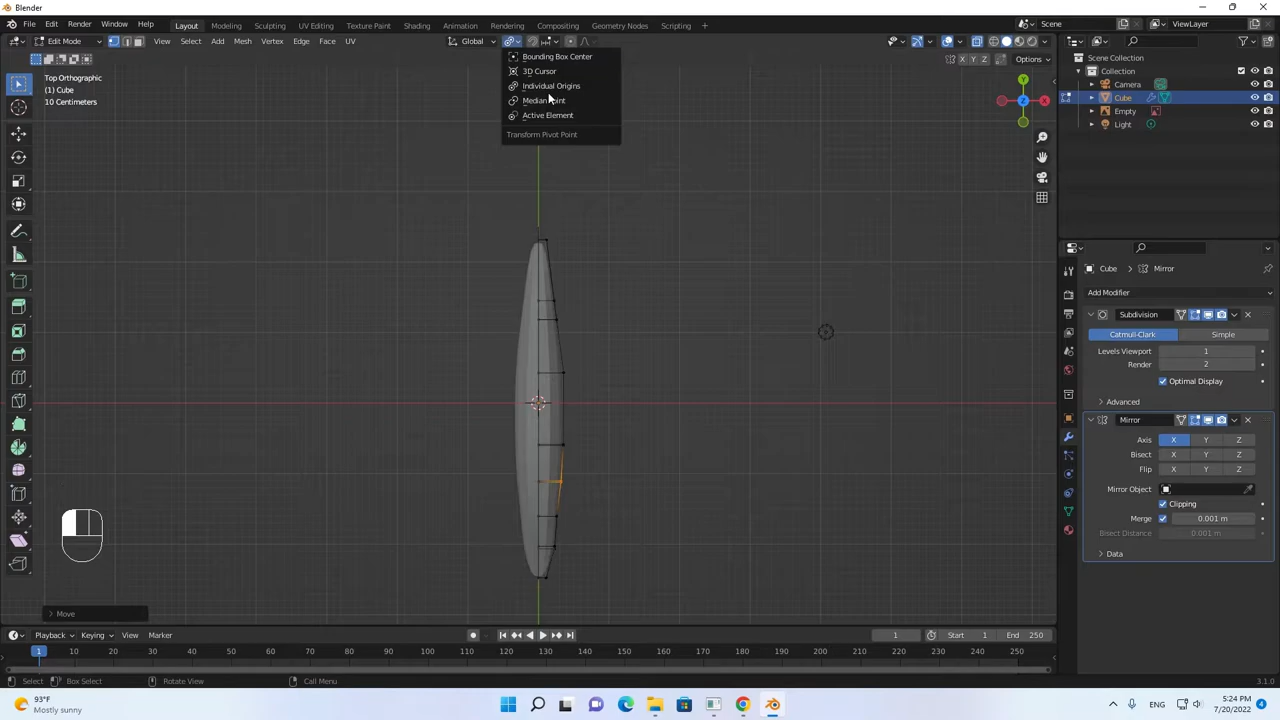 Blender
File Edit Render Window Help
Layout Modeling Sculpting UV Editing Texture Paint Shading Animation Rendering Compositing Geometry Nodes Scripting +
Scene
ViewLayer
Edit Mode
View Select Add Mesh Vertex Edge Face UV
Global
X Y Z
Options
Top Orthographic
(1) Cube
10 Centimeters
Bounding Box Center
3D Cursor
Individual Origins
Median Point
Active Element
Transform Pivot Point
Y
Z
X
Scene Collection
Collection
Camera
Cube
Empty
Light
Cube
Mirror
Add Modifier
Subdivision
Catmull-Clark
Simple
Levels Viewport 1
Render 2
Optimal Display
Advanced
Mirror
Axis X Y Z
Bisect X Y Z
Flip X Y Z
Mirror Object
Clipping
Merge 0.001 m
Bisect Distance 0.001 m
Data
Move
Playback Keying View Marker
1
Start 1
End 250
1 10 20 30 40 50 60 70 80 90 100 110 120 130 140 150 160 170 180 190 200 210 220 230 240 250
Select
Box Select
Rotate View
Call Menu
3.1.0
93°F
Mostly sunny
ENG
5:24 PM
7/20/2022